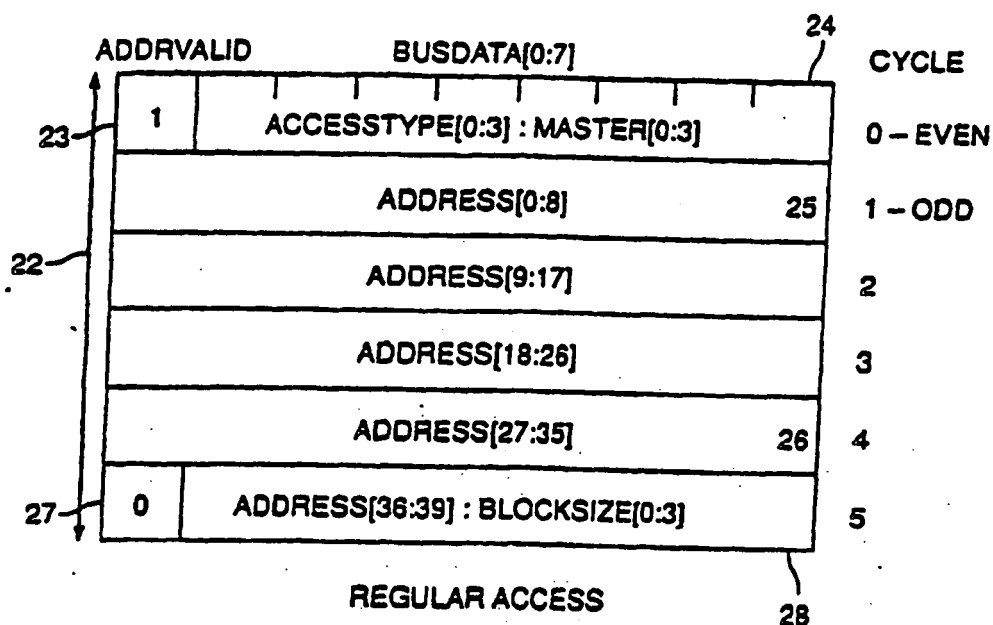 24
ADDRVALID BUSDATA[0:7] CYCLE
23 1 ACCESSTYPE[0:3] : MASTER[0:3] 0 – EVEN
ADDRESS[0:8] 25 1 – ODD
22 ADDRESS[9:17] 2
ADDRESS[18:26] 3
ADDRESS[27:35] 26 4
27 0 ADDRESS[36:39] : BLOCKSIZE[0:3] 5
REGULAR ACCESS
28